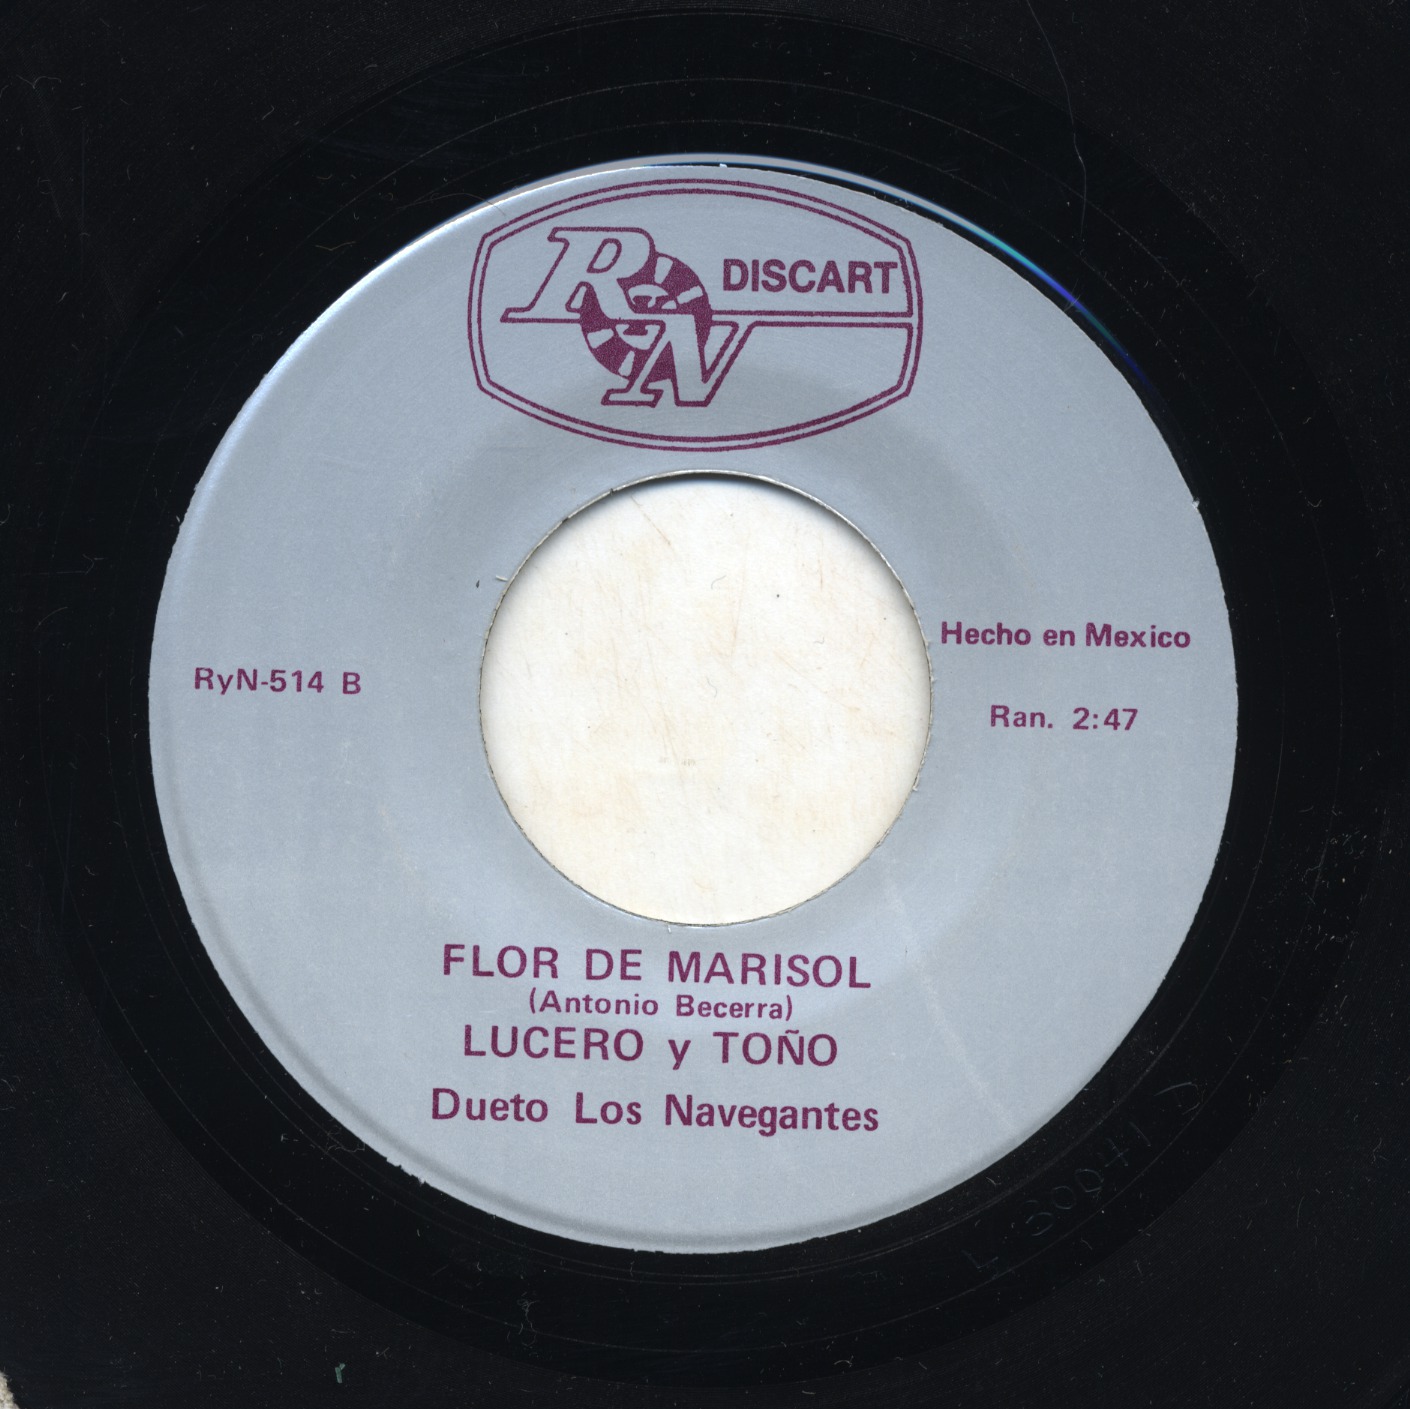 RN DISCART
Hecho en Mexico
RyN-514 B
Ran. 2:47
FLOR DE MARISOL
(Antonio Becerra)
LUCERO y TOÑO
Dueto Los Navegantes